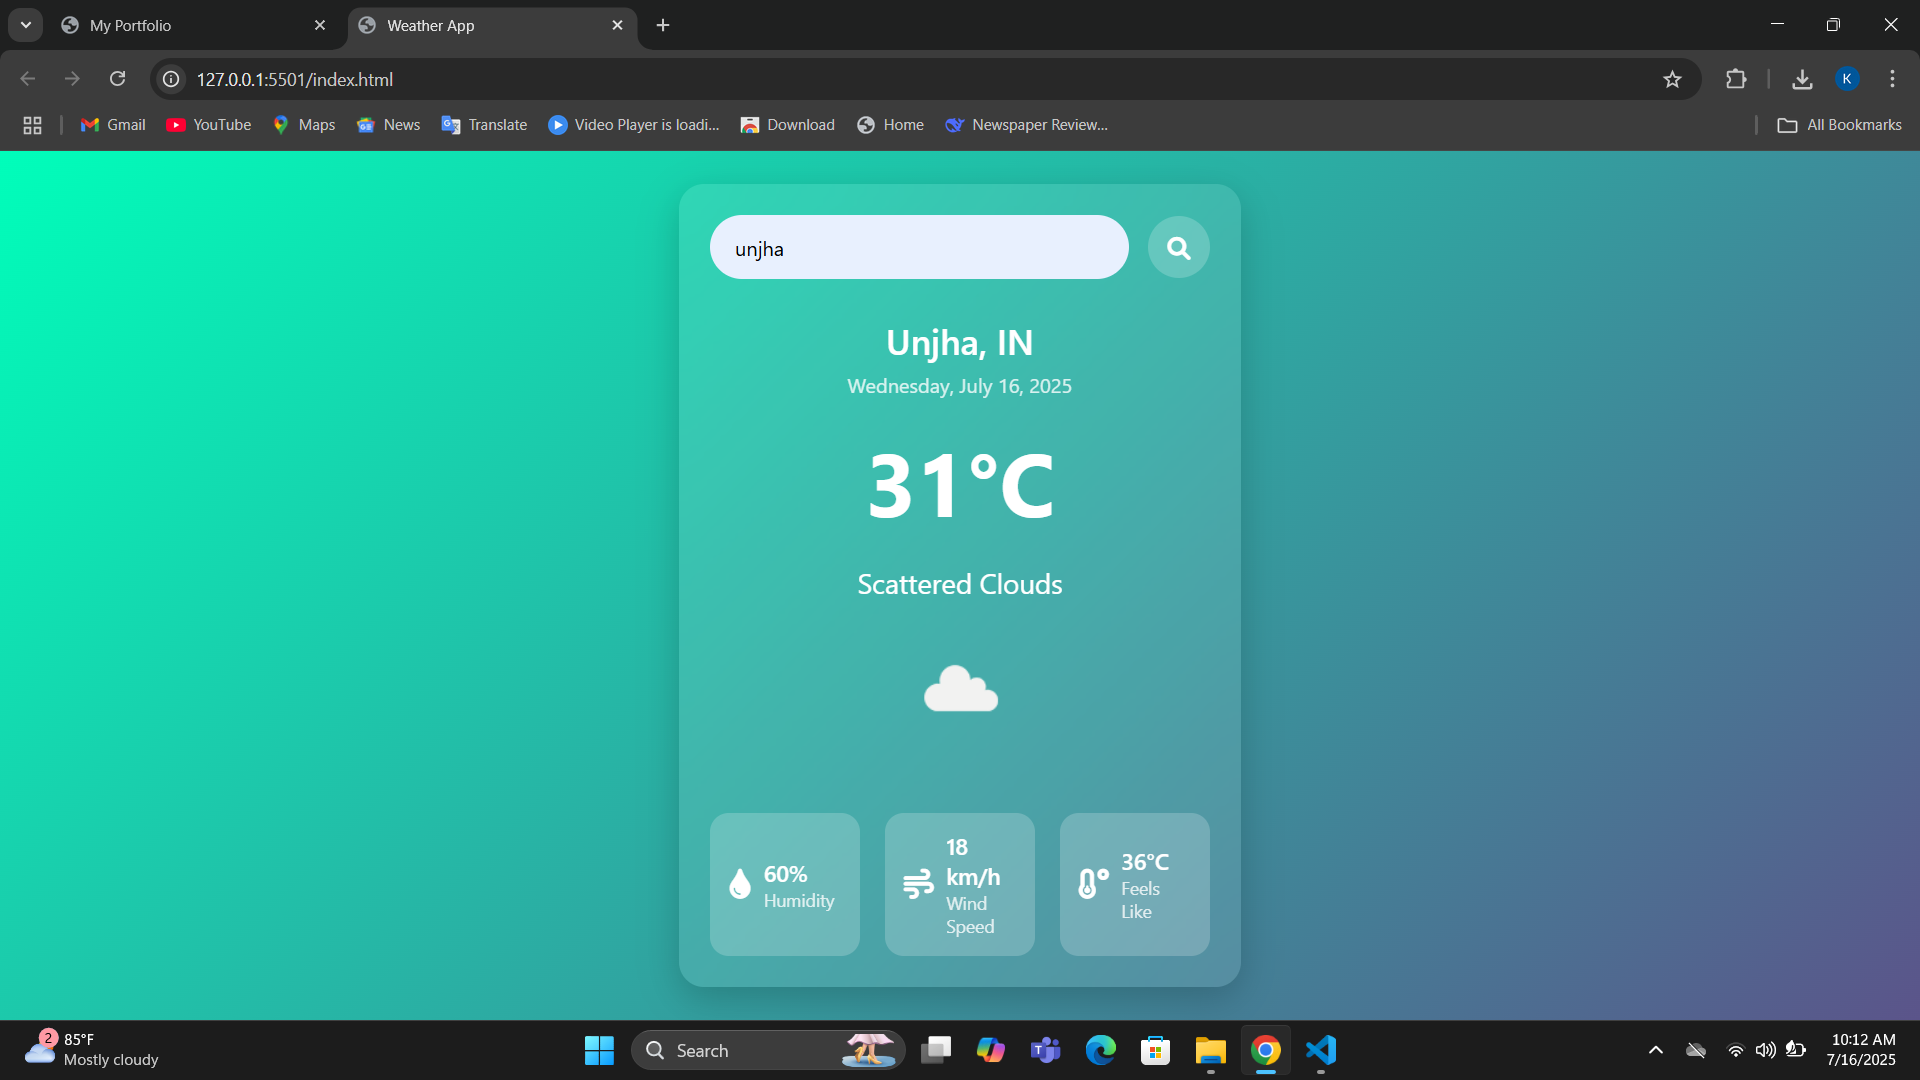 My Portfolio
Weather App
127.0.0.1:5501/index.html
K
Gmail
YouTube
Maps
News
Translate
Video Player is loadi...
Download
Home
Newspaper Review...
All Bookmarks
unjha
Unjha, IN
Wednesday, July 16, 2025
31°C
Scattered Clouds
60%
Humidity
18
km/h
Wind
Speed
36°C
Feels
Like
2
85°F
Mostly cloudy
Search
10:12 AM
7/16/2025